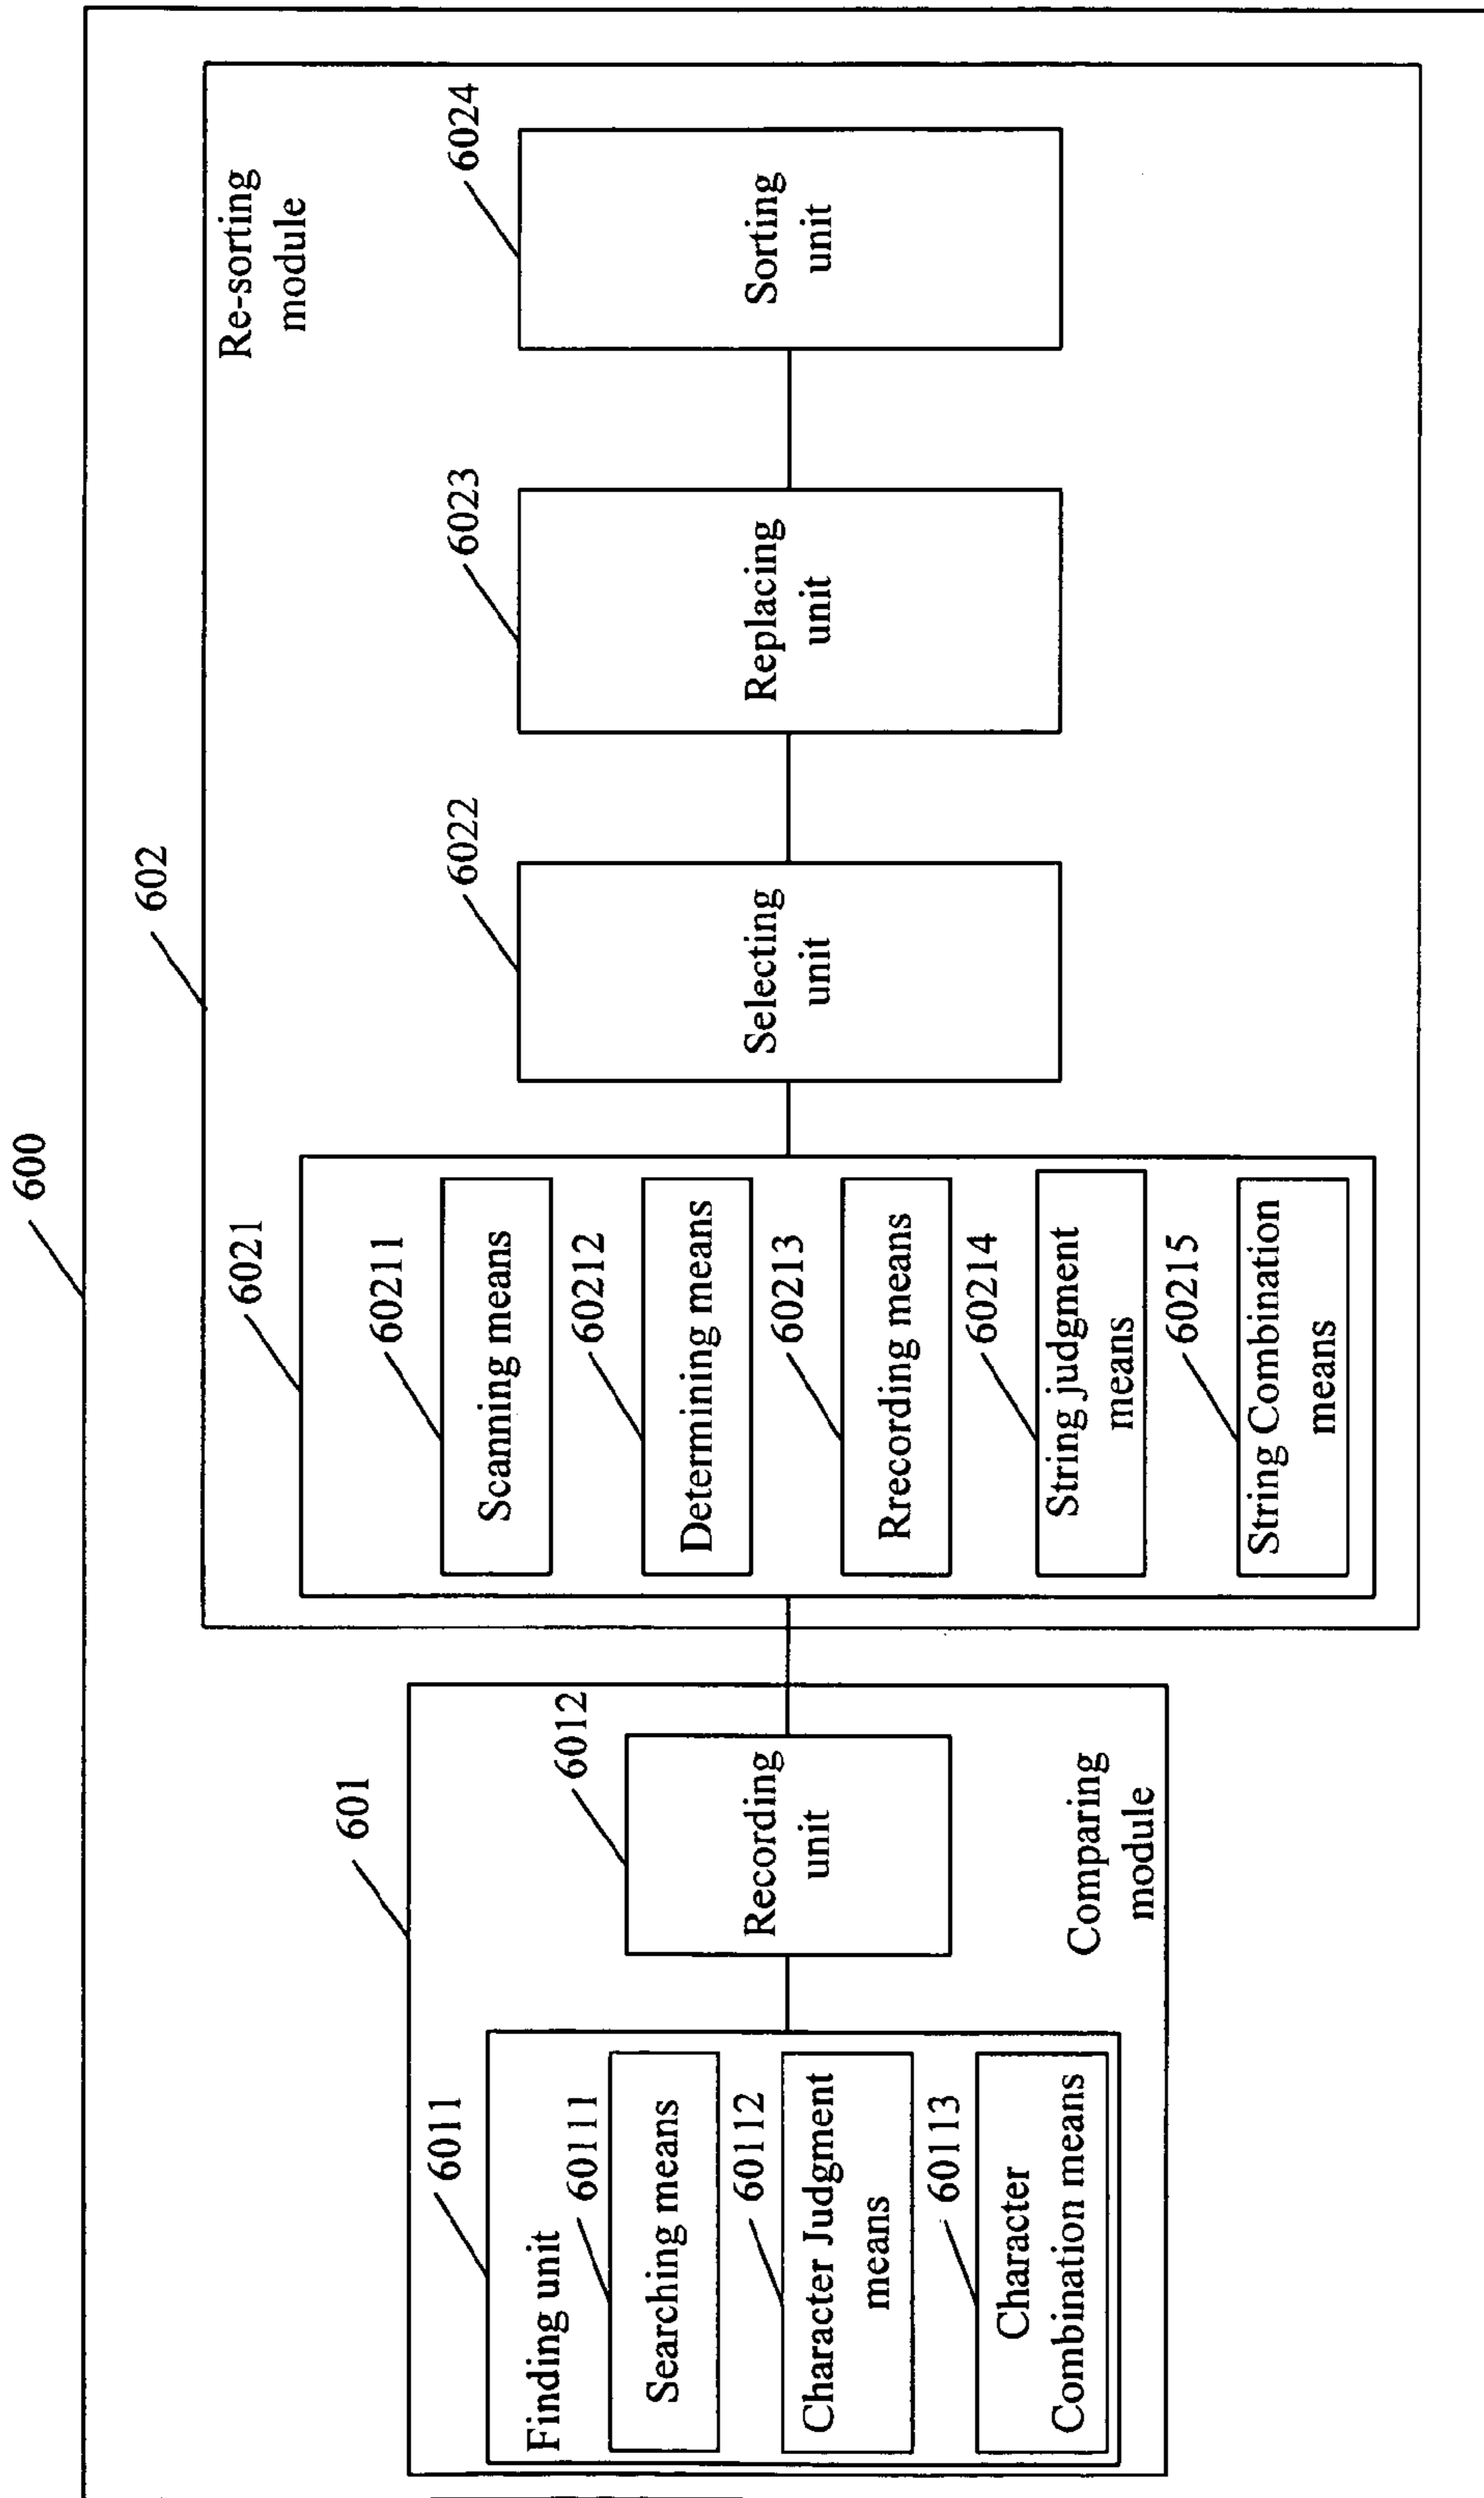 600
602
6021
60211
Scanning means
60212
Determining means
60213
Rrecording means
60214
String judgment
means
60215
String Combination
means
6022
Selecting
unit
6023
Replacing
unit
6024
Sorting
unit
Re-sorting
module
601
6011
Finding unit
60111
Searching means
60112
Character Judgment
means
60113
Character
Combination means
6012
Recording
unit
Comparing
module